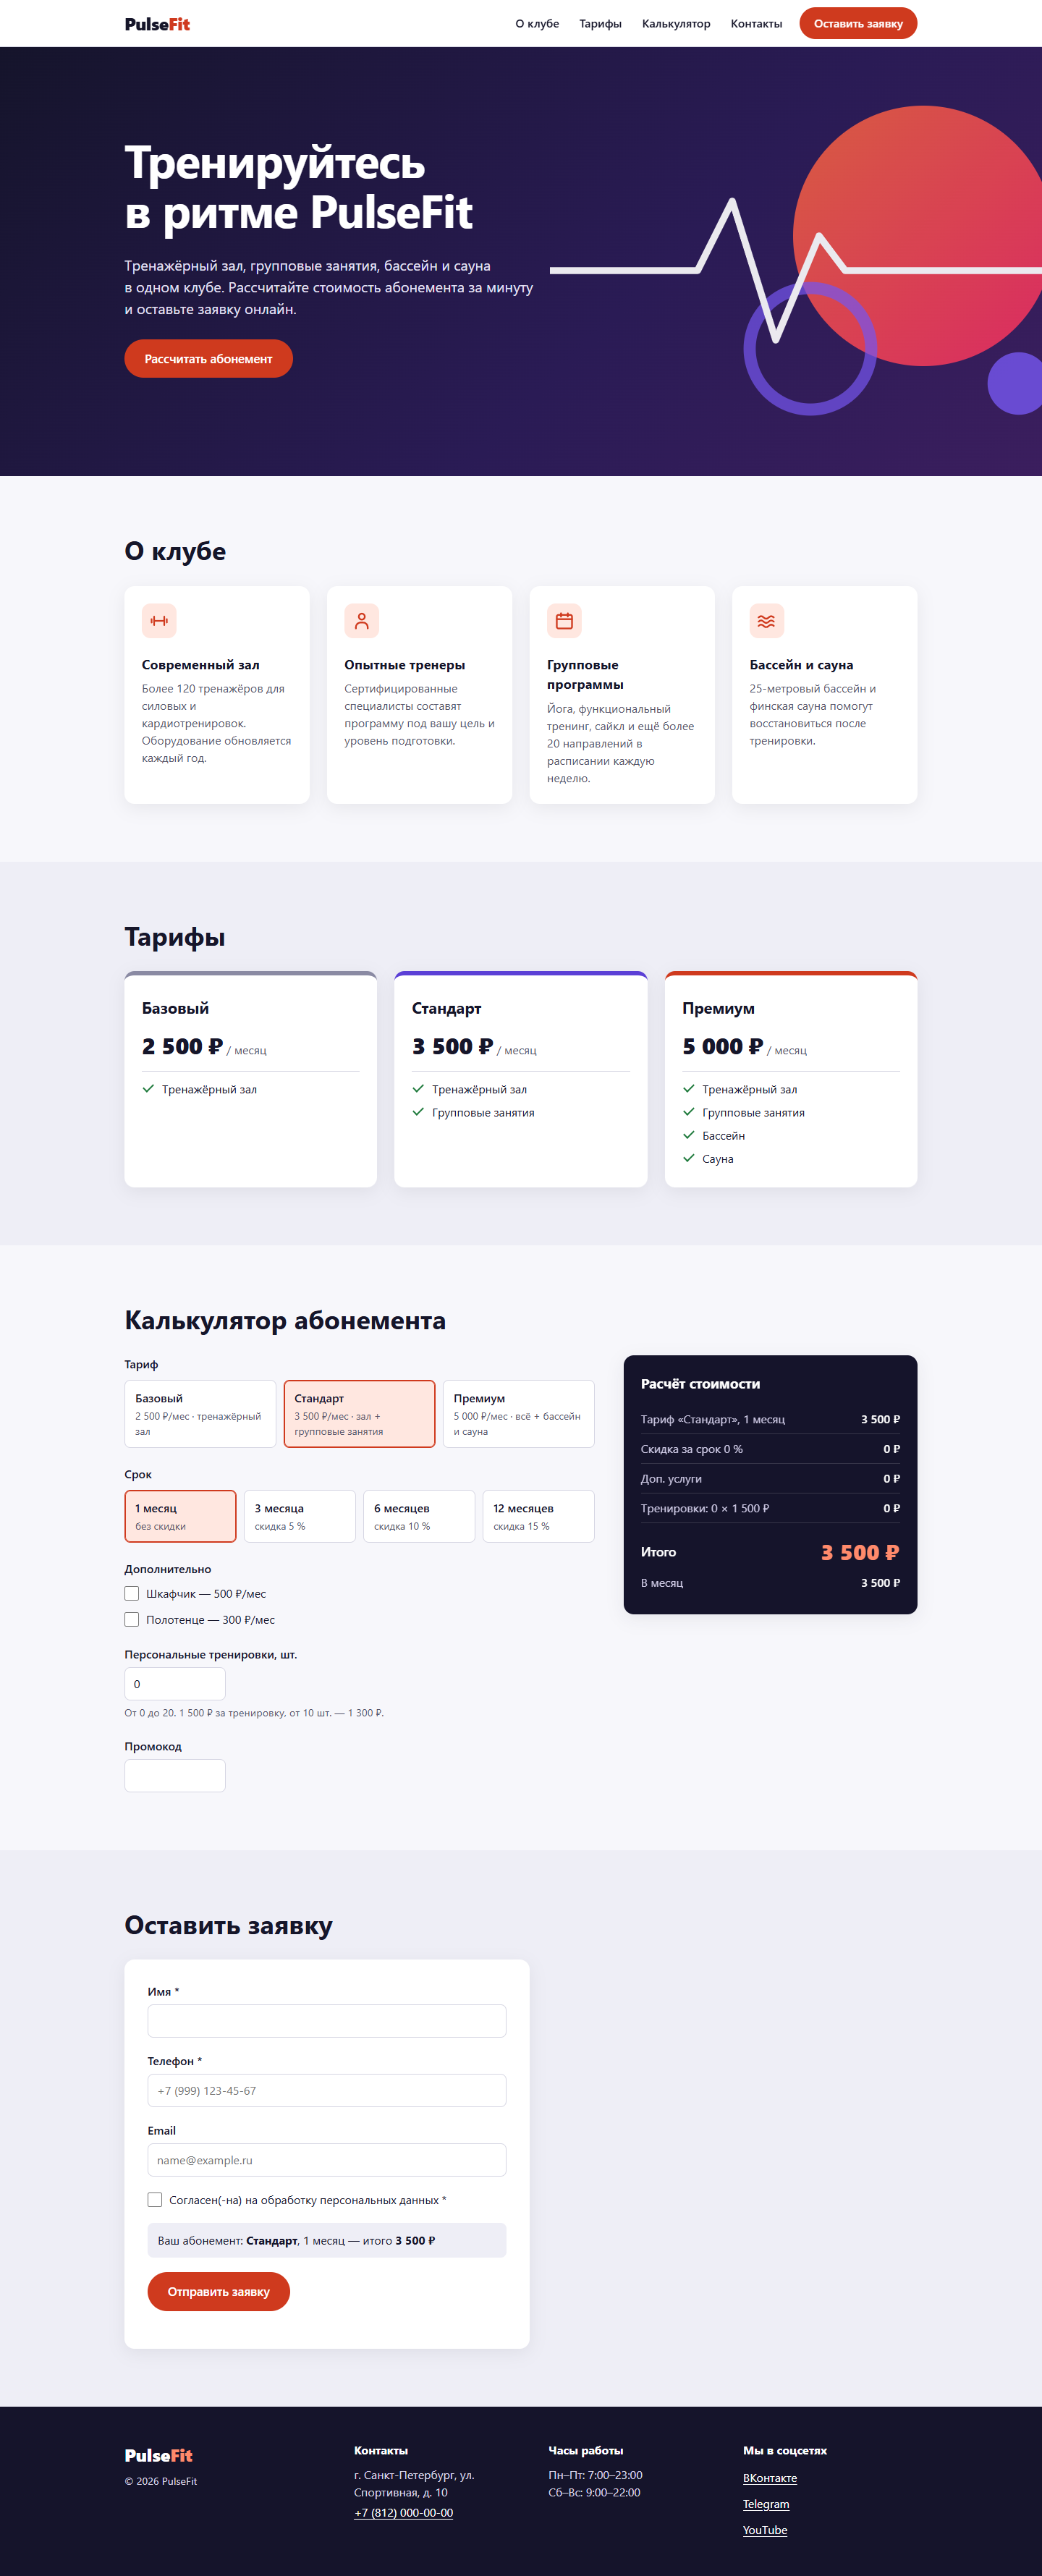 PulseFit
О клубе
Тарифы
Калькулятор
Контакты
Оставить заявку
Тренируйтесь
в ритме PulseFit
Тренажёрный зал, групповые занятия, бассейн и сауна
в одном клубе. Рассчитайте стоимость абонемента за минуту
и оставьте заявку онлайн.
Рассчитать абонемент
О клубе
Современный зал
Более 120 тренажёров для
силовых и
кардиотренировок.
Оборудование обновляется
каждый год.
Опытные тренеры
Сертифицированные
специалисты составят
программу под вашу цель и
уровень подготовки.
Групповые
программы
Йога, функциональный
тренинг, сайкл и ещё более
20 направлений в
расписании каждую
неделю.
Бассейн и сауна
25-метровый бассейн и
финская сауна помогут
восстановиться после
тренировки.
Тарифы
Базовый
2 500 ₽ / месяц
Тренажёрный зал
Стандарт
3 500 ₽ / месяц
Тренажёрный зал
Групповые занятия
Премиум
5 000 ₽ / месяц
Тренажёрный зал
Групповые занятия
Бассейн
Сауна
Калькулятор абонемента
Тариф
Базовый
2 500 ₽/мес · тренажёрный
зал
Стандарт
3 500 ₽/мес · зал +
групповые занятия
Премиум
5 000 ₽/мес · всё + бассейн
и сауна
Срок
1 месяц
без скидки
3 месяца
скидка 5 %
6 месяцев
скидка 10 %
12 месяцев
скидка 15 %
Дополнительно
Шкафчик — 500 ₽/мес
Полотенце — 300 ₽/мес
Персональные тренировки, шт.
0
От 0 до 20. 1 500 ₽ за тренировку, от 10 шт. — 1 300 ₽.
Промокод
Расчёт стоимости
Тариф «Стандарт», 1 месяц 3 500 ₽
Скидка за срок 0 % 0 ₽
Доп. услуги 0 ₽
Тренировки: 0 × 1 500 ₽ 0 ₽
Итого 3 500 ₽
В месяц 3 500 ₽
Оставить заявку
Имя *
Телефон *
+7 (999) 123-45-67
Email
name@example.ru
Согласен(-на) на обработку персональных данных *
Ваш абонемент: Стандарт, 1 месяц — итого 3 500 ₽
Отправить заявку
PulseFit
© 2026 PulseFit
Контакты
г. Санкт-Петербург, ул.
Спортивная, д. 10
+7 (812) 000-00-00
Часы работы
Пн–Пт: 7:00–23:00
Сб–Вс: 9:00–22:00
Мы в соцсетях
ВКонтакте
Telegram
YouTube